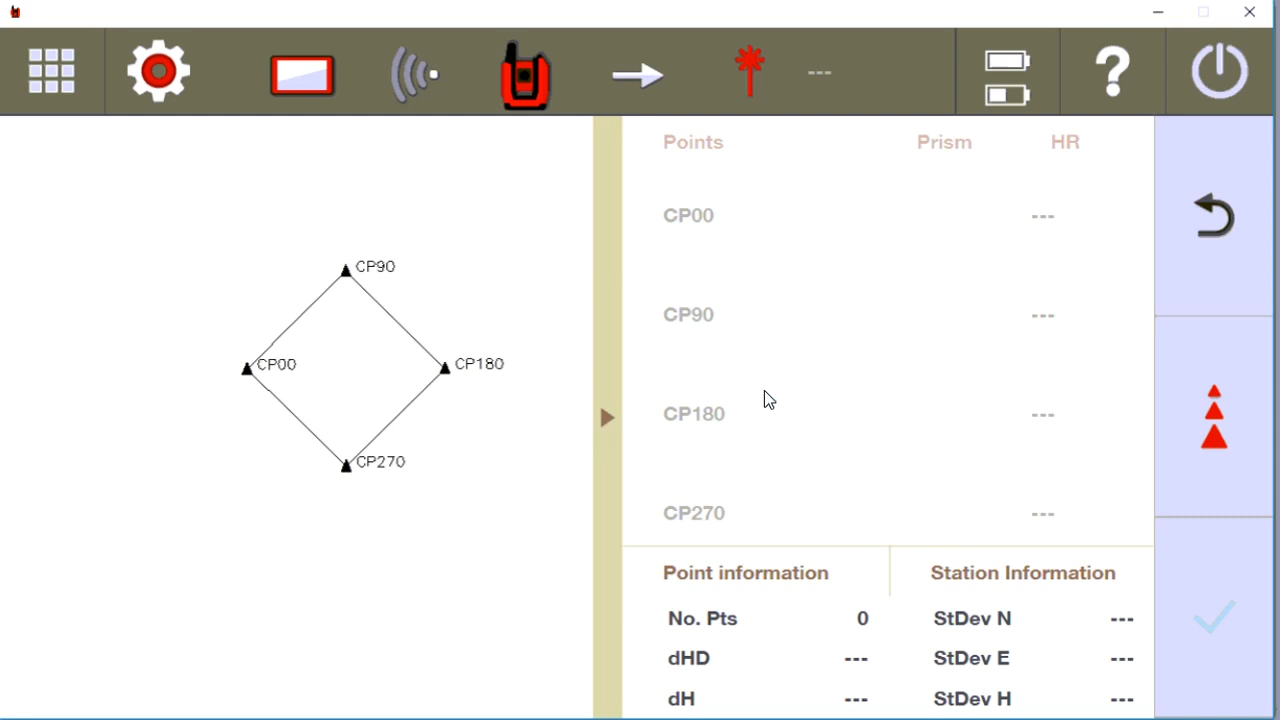 ---
CP90
CP00
CP180
CP270
Points Prism HR
CP00 ---
CP90 ---
CP180 ---
CP270 ---
Point information Station Information
No. Pts 0 StDev N ---
dHD --- StDev E ---
dH --- StDev H ---